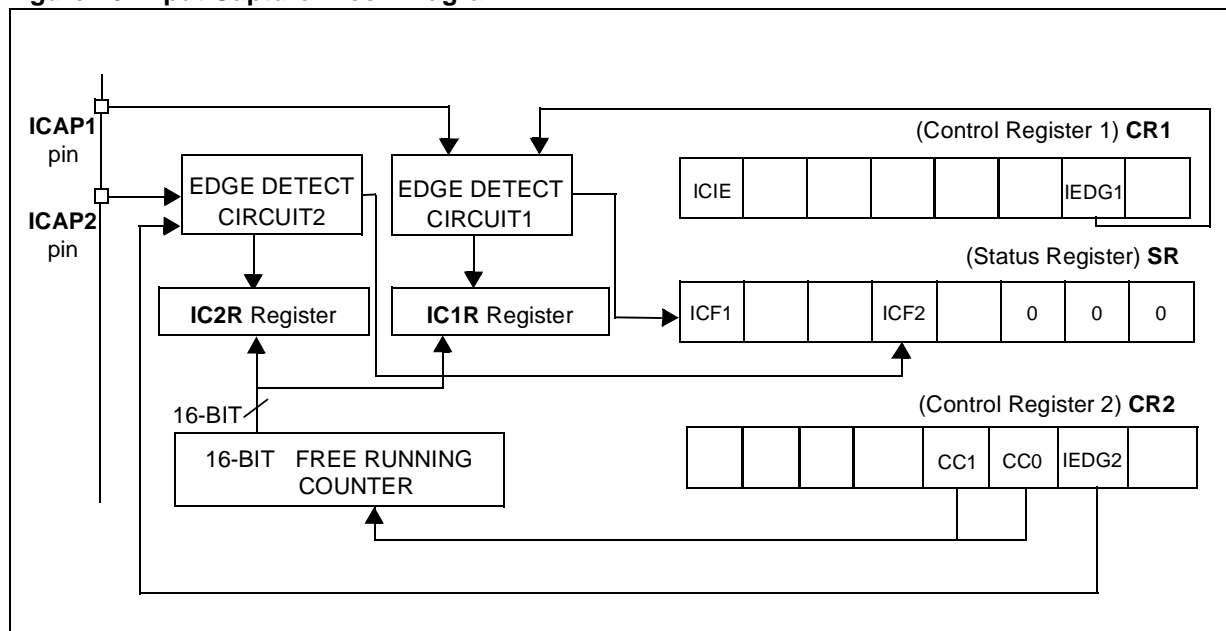 ICAP1
pin
ICAP2
pin
EDGE DETECT
CIRCUIT2
EDGE DETECT
CIRCUIT1
IC2R Register
IC1R Register
16-BIT
16-BIT FREE RUNNING
COUNTER
(Control Register 1) CR1
ICIE IEDG1
(Status Register) SR
ICF1 ICF2 0 0 0
(Control Register 2) CR2
CC1 CC0 IEDG2